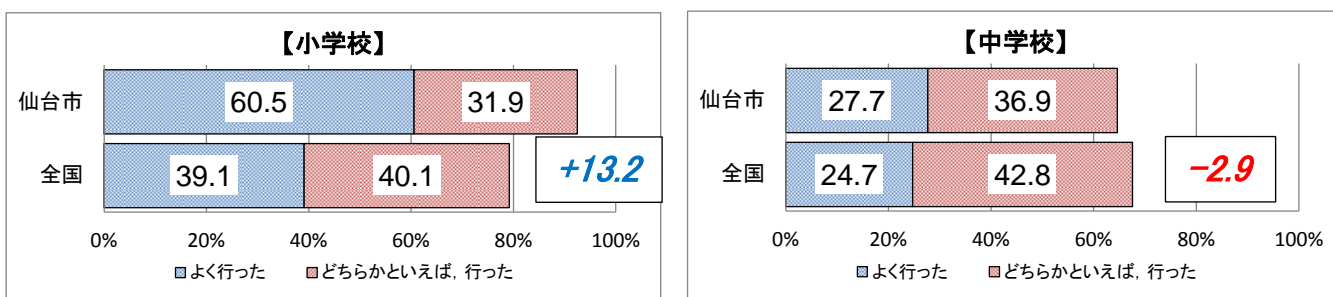 【小学校】
仙台市
60.5
31.9
全国
39.1
40.1
+13.2
0%
20%
40%
60%
80%
100%
よく行った
どちらかといえば，行った
【中学校】
仙台市
27.7
36.9
全国
24.7
42.8
−2.9
0%
20%
40%
60%
80%
100%
よく行った
どちらかといえば，行った